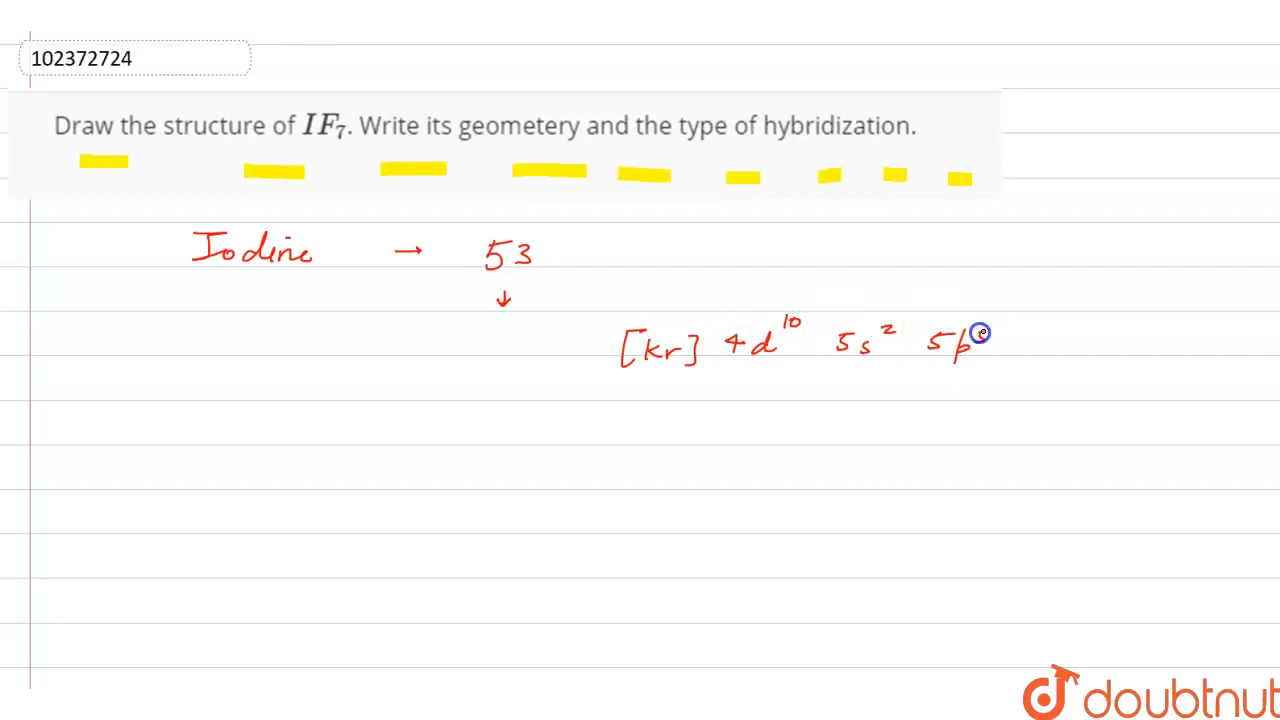 102372724
Draw the structure of IF₇. Write its geometery and the type of hybridization.
Iodine → 53
↓
[Kr] 4d¹⁰ 5s² 5p⁵
doubtnut